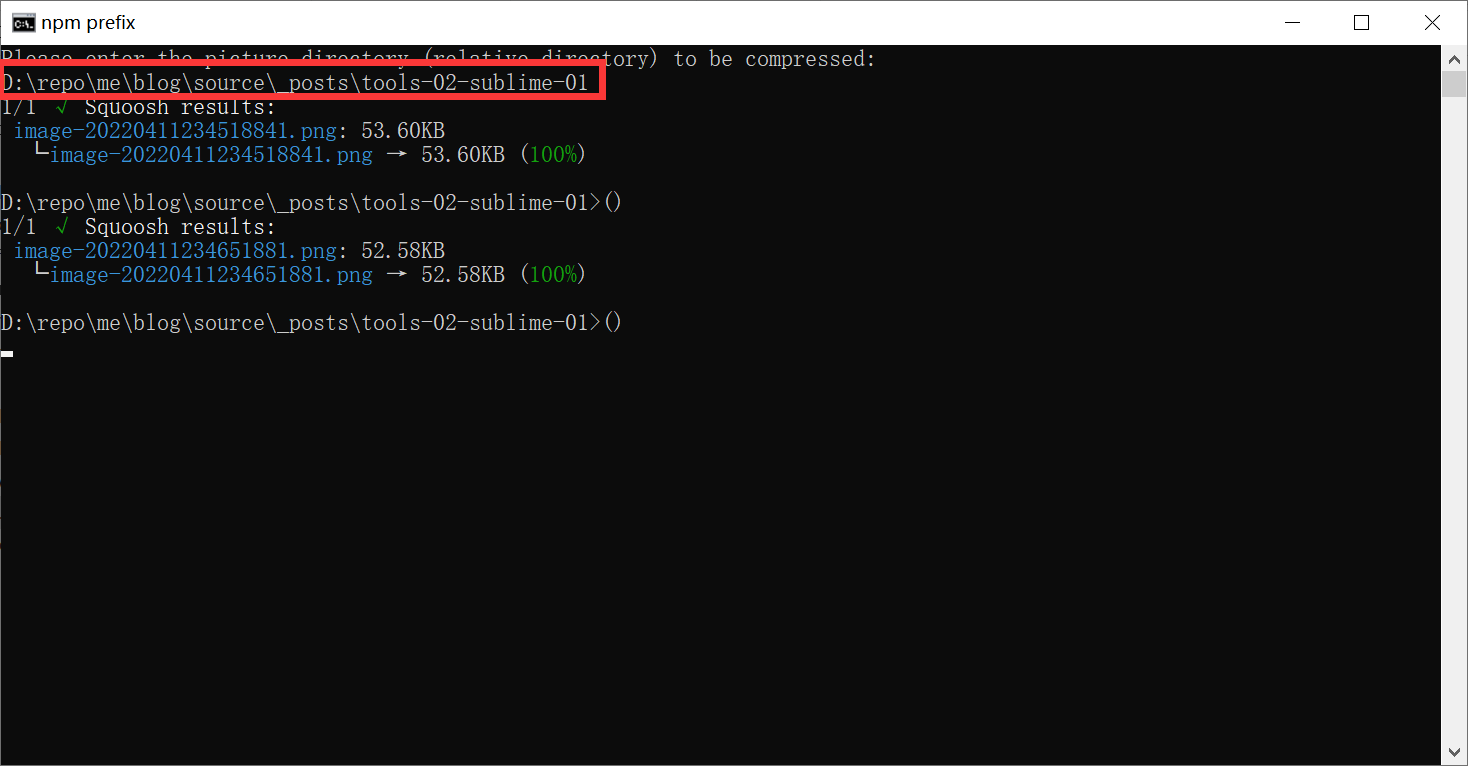 npm prefix
Please enter the picture directory (relative directory) to be compressed:
D:\repo\me\blog\source\_posts\tools-02-sublime-01
1/1 √ Squoosh results:
image-20220411234518841.png: 53.60KB
└image-20220411234518841.png → 53.60KB (100%)
D:\repo\me\blog\source\_posts\tools-02-sublime-01>()
1/1 √ Squoosh results:
image-20220411234651881.png: 52.58KB
└image-20220411234651881.png → 52.58KB (100%)
D:\repo\me\blog\source\_posts\tools-02-sublime-01>()